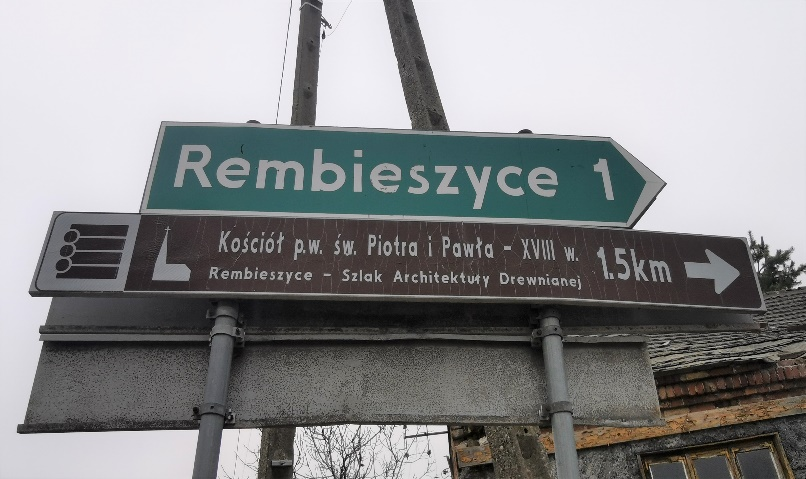 Rembieszyce 1
Kościół p.w. św. Piotra i Pawła - XVIII w. 1.5km
Rembieszyce - Szlak Architektury Drewnianej